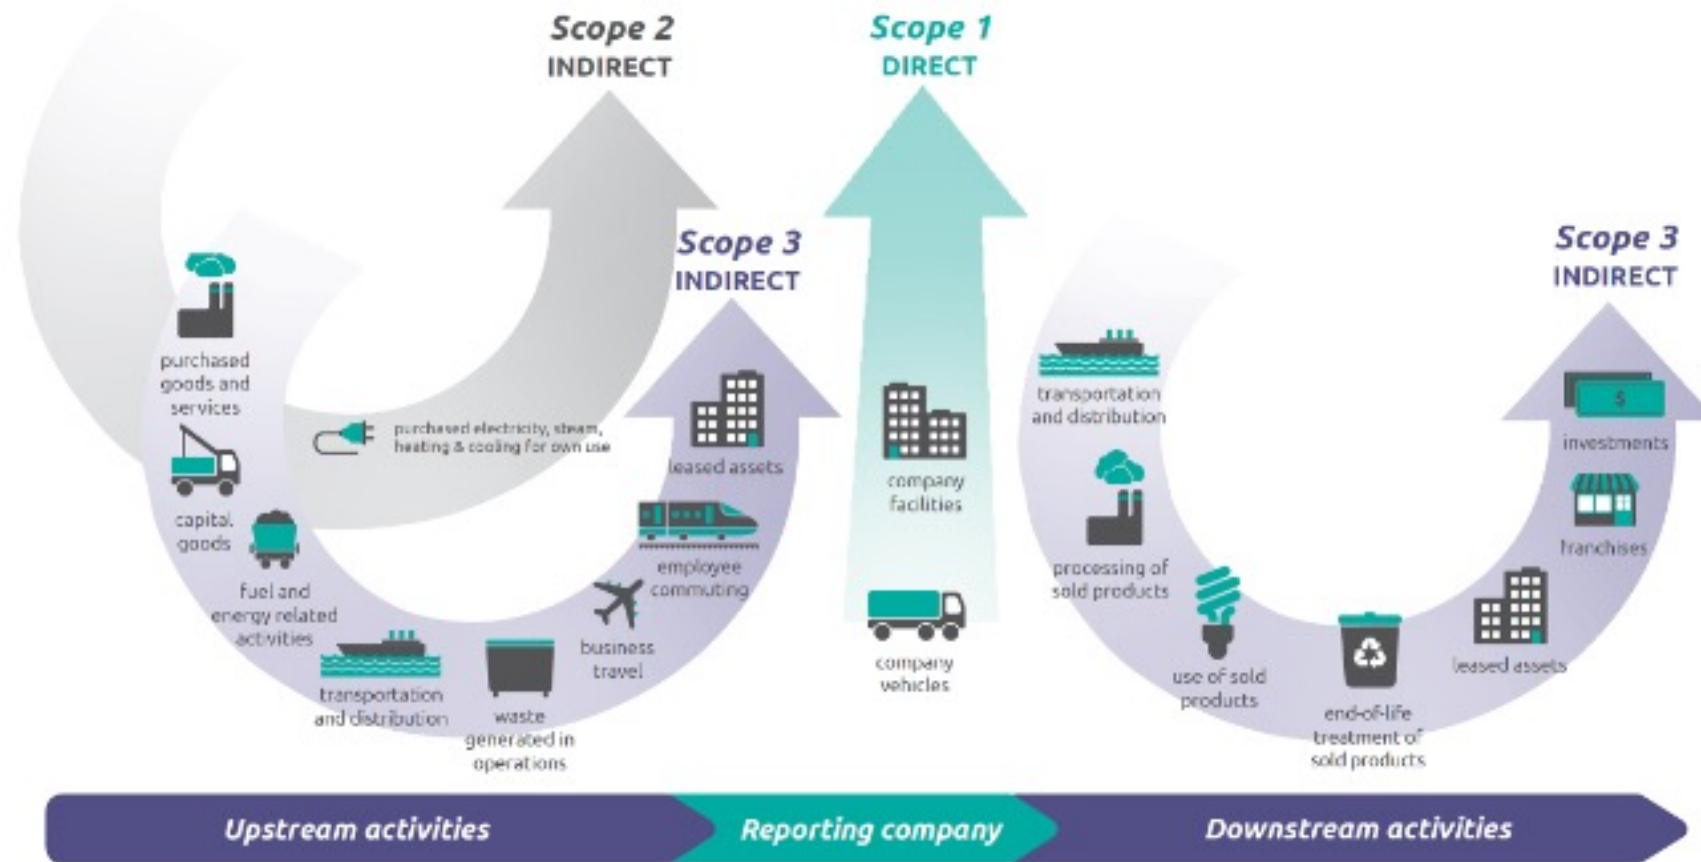 Scope 2
INDIRECT
Scope 1
DIRECT
Scope 3
INDIRECT
Scope 3
INDIRECT
purchased
goods and
services
capital
goods
fuel and
energy related
activities
transportation
and distribution
waste
generated in
operations
business
travel
employee
commuting
leased assets
purchased electricity, steam,
heating & cooling for own use
company
facilities
company
vehicles
transportation
and distribution
processing of
sold products
use of sold
products
end-of-life
treatment of
sold products
leased assets
franchises
investments
$
Upstream activities
Reporting company
Downstream activities